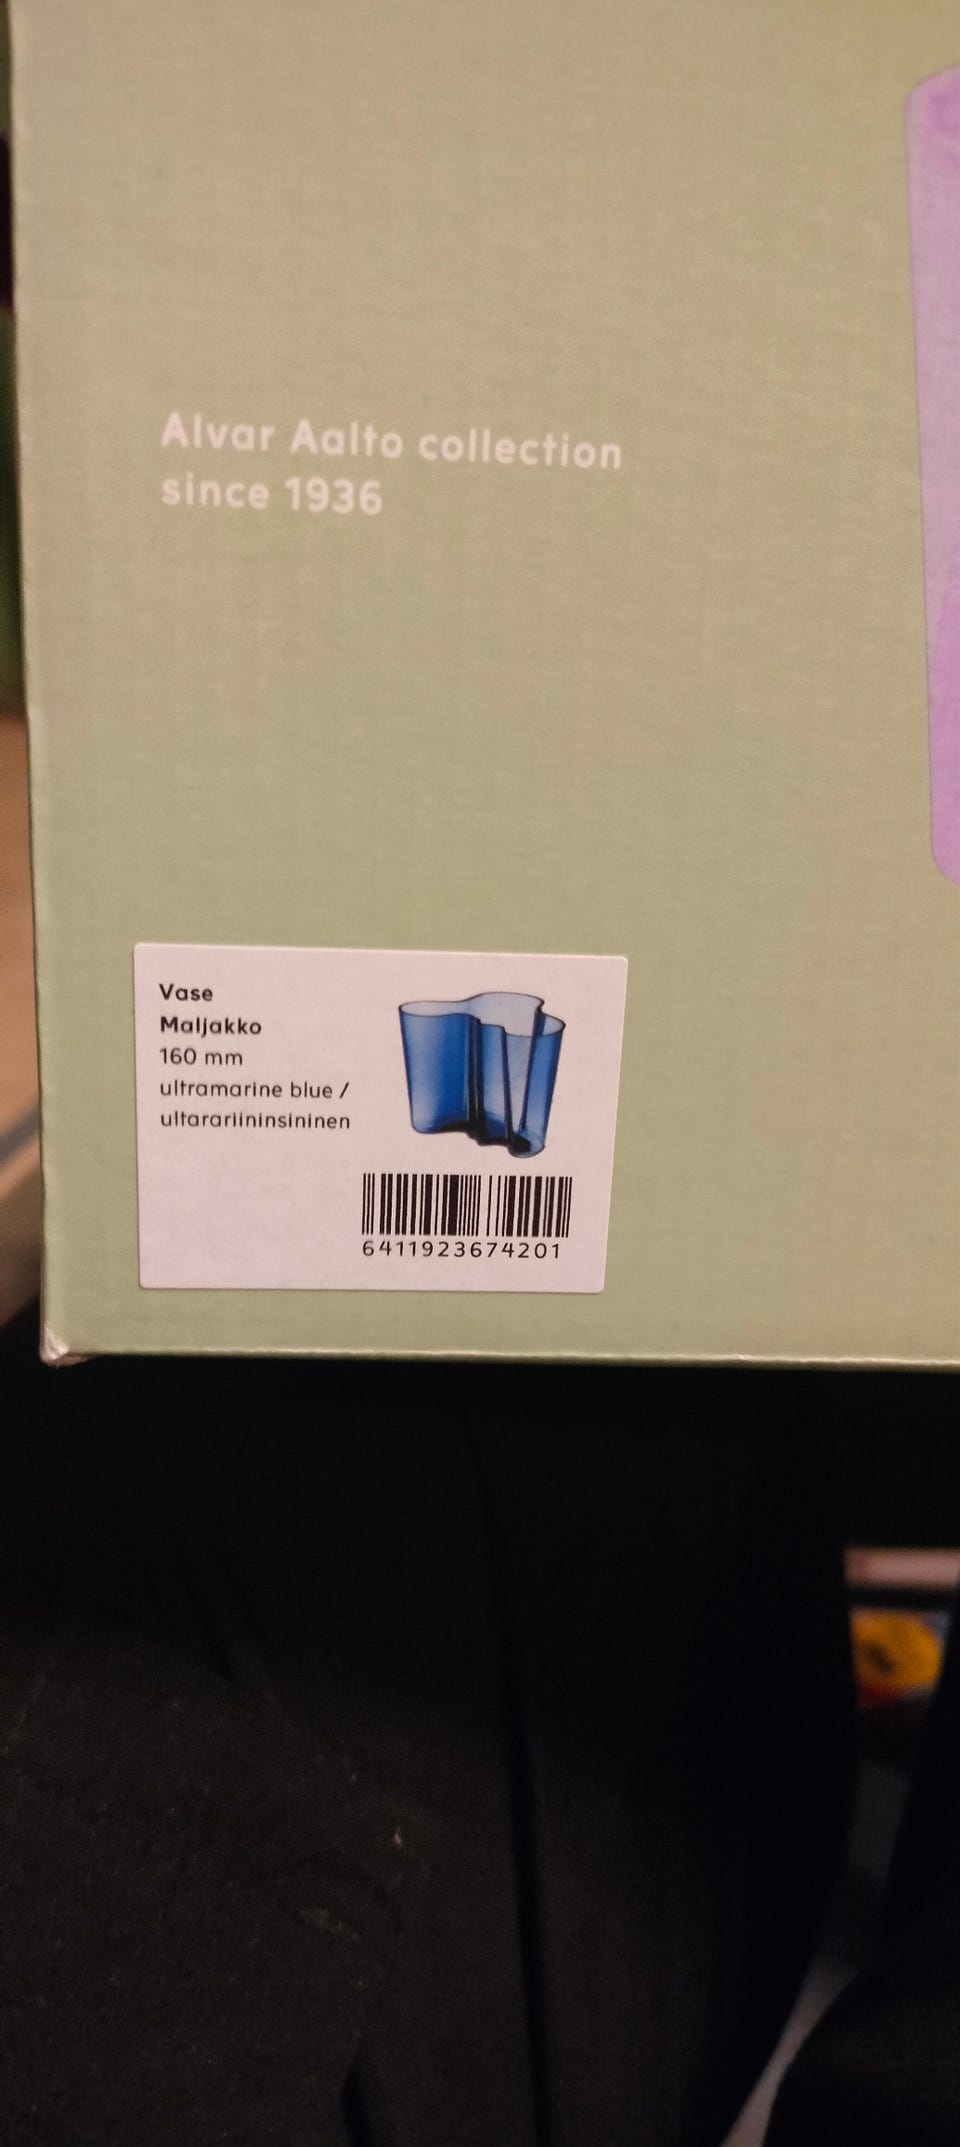 Alvar Aalto collection
since 1936
Vase
Maljakko
160 mm
ultramarine blue /
ultarariininsininen
6411923674201